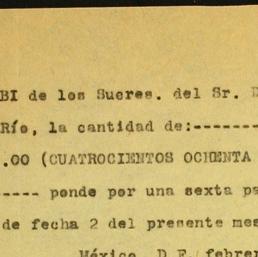 BI de los Sucres. del Sr. D
Río, la cantidad de:-------
.00 (CUATROCIENTOS OCHENTA
---- ponde por una sexta pa
de fecha 2 del presente mes
México, D.F. febrer